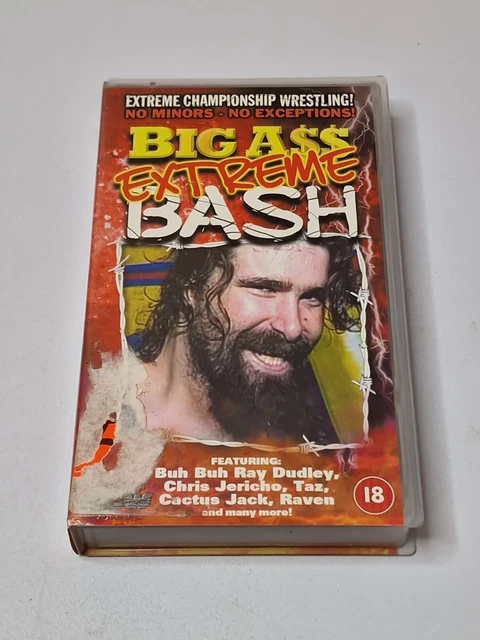 EXTREME CHAMPIONSHIP WRESTLING!
NO MINORS - NO EXCEPTIONS!
BIG A$$
EXTREME
BASH
FEATURING:
Buh Buh Ray Dudley,
Chris Jericho, Taz,
Cactus Jack, Raven
and many more!
18